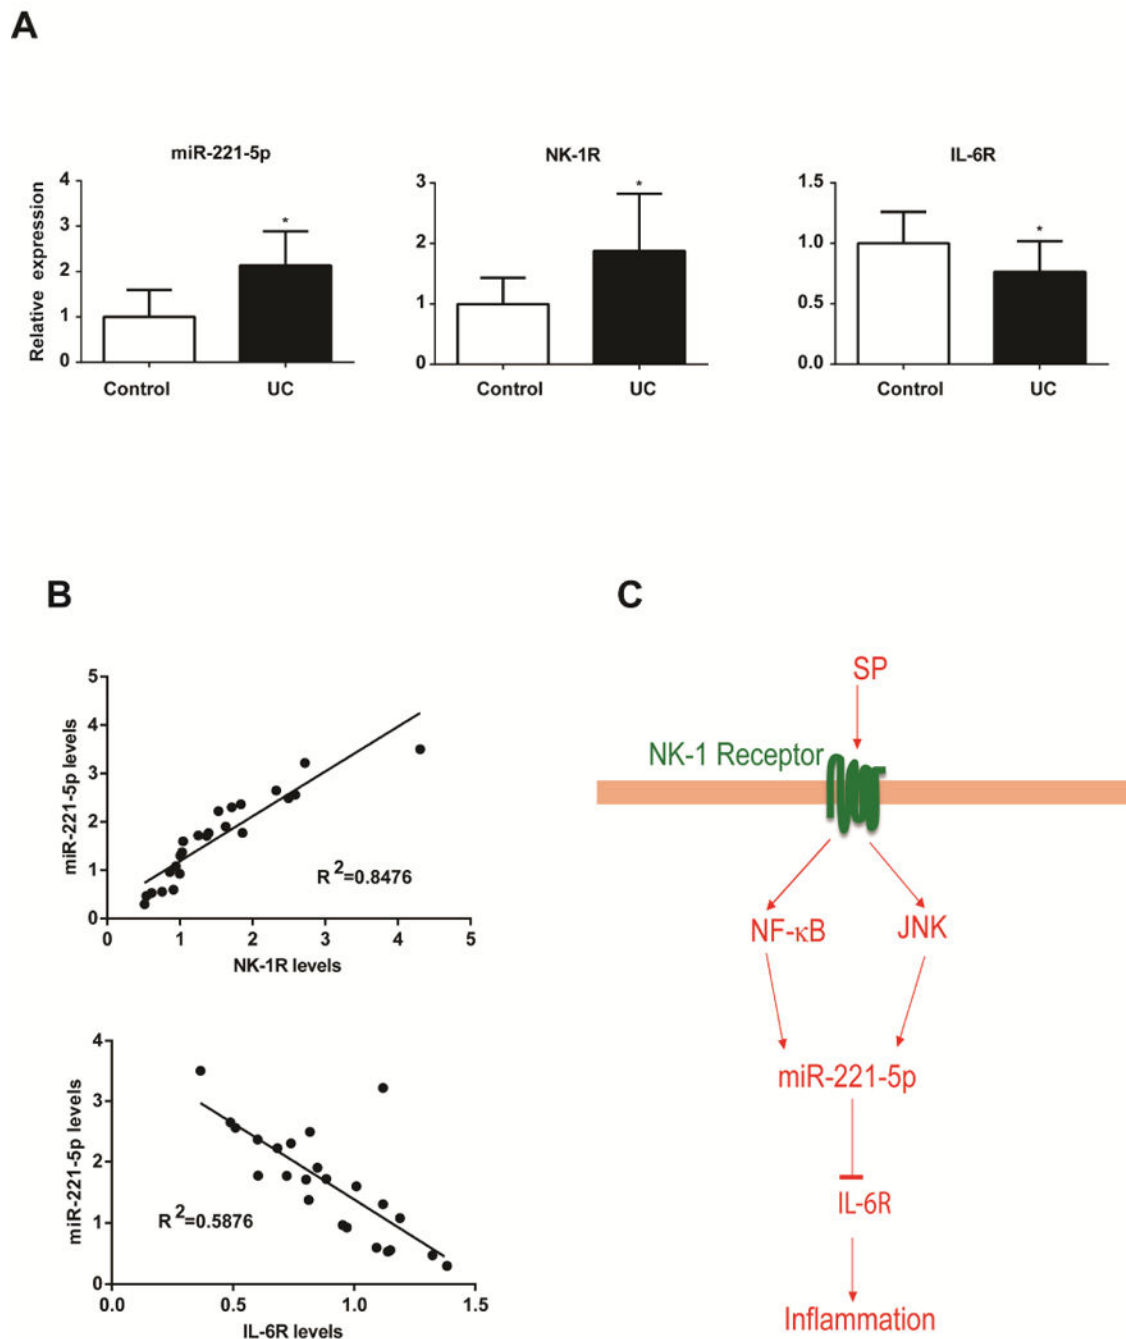 A
miR-221-5p
Relative expression
4
3
2
1
0
*
Control UC
NK-1R
3
2
1
0
*
Control UC
IL-6R
1.5
1.0
0.5
0.0
*
Control UC
B
miR-221-5p levels
5
4
3
2
1
0
R²=0.8476
0 1 2 3 4 5
NK-1R levels
miR-221-5p levels
4
3
2
1
0
R²=0.5876
0.0 0.5 1.0 1.5
IL-6R levels
C
SP
NK-1 Receptor
NF-κB
JNK
miR-221-5p
IL-6R
Inflammation